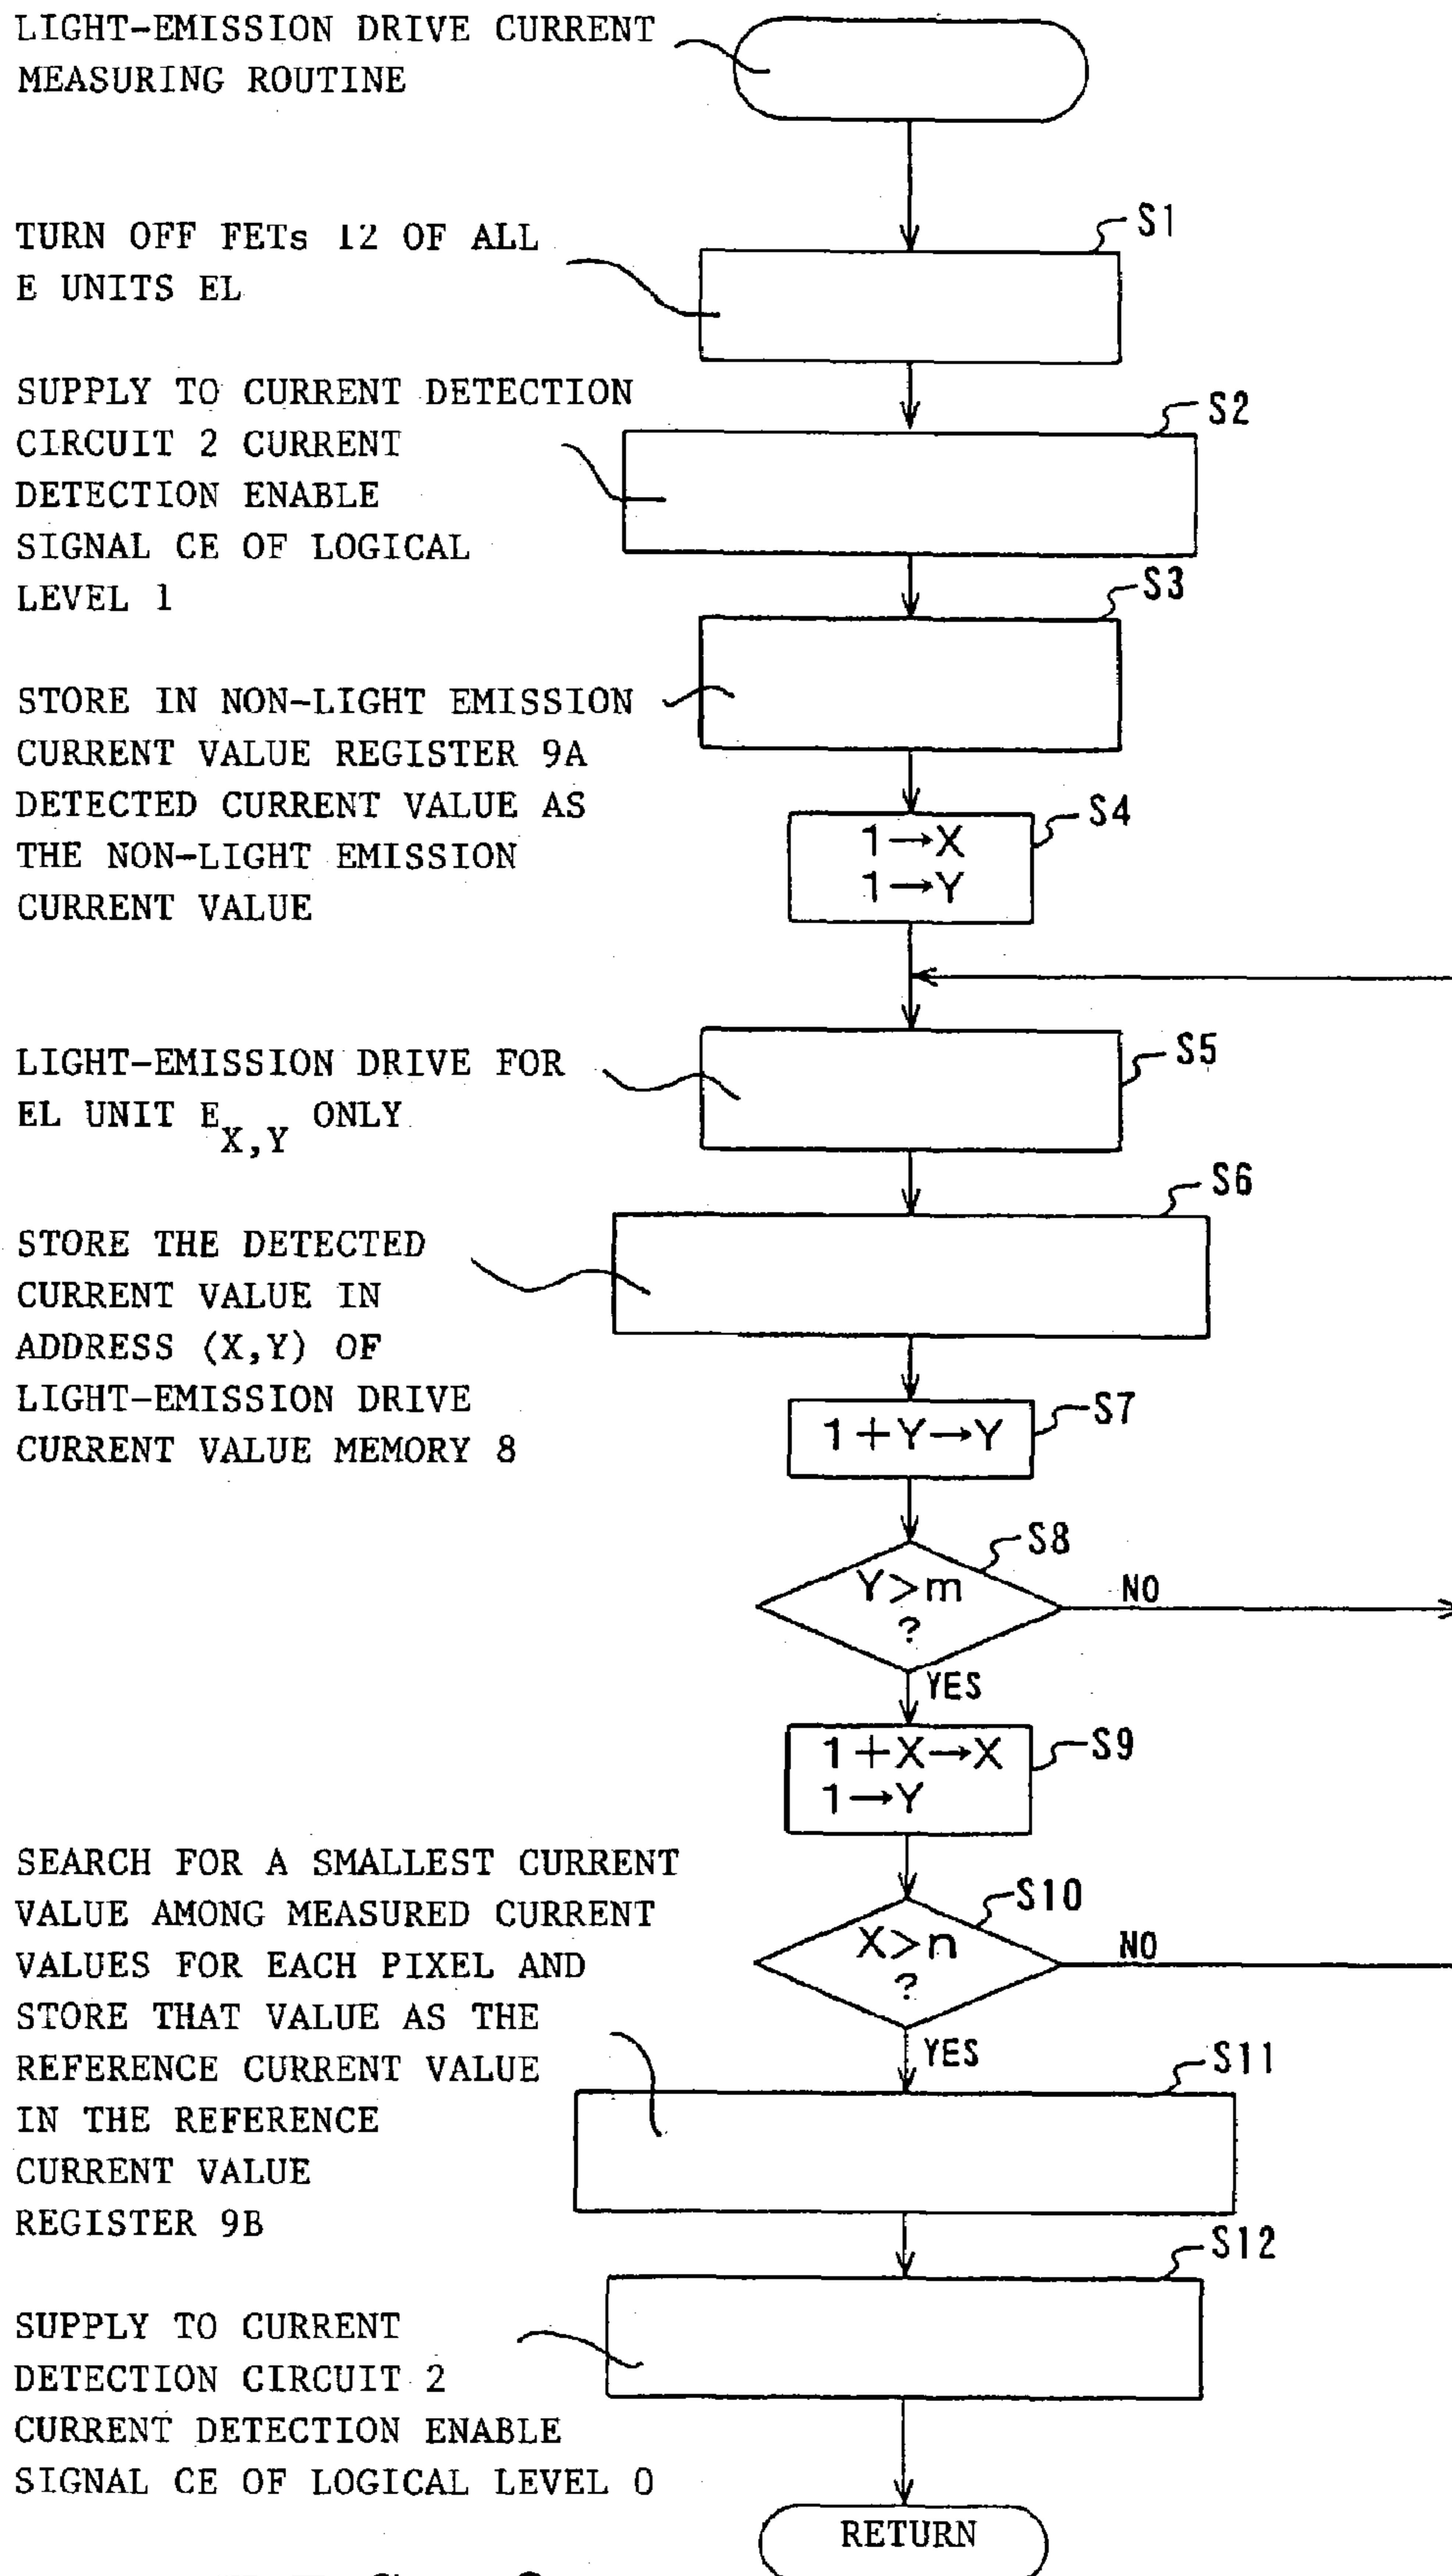 LIGHT-EMISSION DRIVE CURRENT
MEASURING ROUTINE
TURN OFF FETs 12 OF ALL
E UNITS EL
S1
SUPPLY TO CURRENT DETECTION
CIRCUIT 2 CURRENT
DETECTION ENABLE
SIGNAL CE OF LOGICAL
LEVEL 1
S2
STORE IN NON-LIGHT EMISSION
CURRENT VALUE REGISTER 9A
DETECTED CURRENT VALUE AS
THE NON-LIGHT EMISSION
CURRENT VALUE
S3
1→X
1→Y
S4
LIGHT-EMISSION DRIVE FOR
EL UNIT E X,Y ONLY
S5
STORE THE DETECTED
CURRENT VALUE IN
ADDRESS (X,Y) OF
LIGHT-EMISSION DRIVE
CURRENT VALUE MEMORY 8
S6
1+Y→Y
S7
Y>m
?
S8
NO
YES
1+X→X
1→Y
S9
X>n
?
S10
NO
YES
SEARCH FOR A SMALLEST CURRENT
VALUE AMONG MEASURED CURRENT
VALUES FOR EACH PIXEL AND
STORE THAT VALUE AS THE
REFERENCE CURRENT VALUE
IN THE REFERENCE
CURRENT VALUE
REGISTER 9B
S11
SUPPLY TO CURRENT
DETECTION CIRCUIT 2
CURRENT DETECTION ENABLE
SIGNAL CE OF LOGICAL LEVEL 0
S12
RETURN